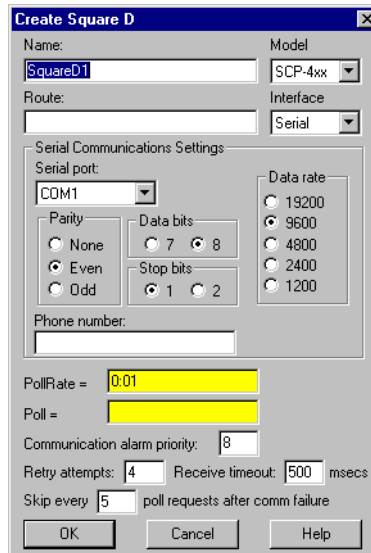 Create Square D
Name: Model
SquareD1 SCP-4xx
Route: Interface
Serial
Serial Communications Settings
Serial port:
COM1
Data rate
19200
9600
4800
2400
1200
Parity
None
Even
Odd
Data bits
7 8
Stop bits
1 2
Phone number:
PollRate = 0:01
Poll =
Communication alarm priority: 8
Retry attempts: 4 Receive timeout: 500 msecs
Skip every 5 poll requests after comm failure
OK Cancel Help